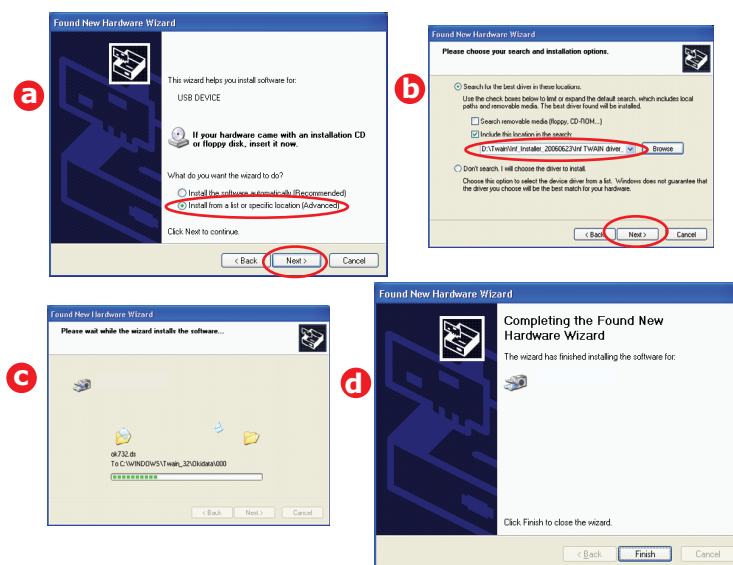 a
Found New Hardware Wizard
This wizard helps you install software for:
USB DEVICE
If your hardware came with an installation CD
or floppy disk, insert it now.
What do you want the wizard to do?
Install the software automatically (Recommended)
Install from a list or specific location (Advanced)
Click Next to continue.
< Back
Next >
Cancel
b
Found New Hardware Wizard
Please choose your search and installation options.
Search for the best driver in these locations.
Use the check boxes below to limit or expand the default search, which includes local
paths and removable media. The best driver found will be installed.
Search removable media (floppy, CD-ROM...)
Include this location in the search:
D:\Twain\Inf_Installer_20060623\Inf TWAIN driver
Browse
Don't search. I will choose the driver to install.
Choose this option to select the device driver from a list. Windows does not guarantee that
the driver you choose will be the best match for your hardware.
< Back
Next >
Cancel
c
Found New Hardware Wizard
Please wait while the wizard installs the software...
ok732.ds
To C:\WINDOWS\Twain_32\Okidata\000
< Back
Next >
Cancel
d
Found New Hardware Wizard
Completing the Found New
Hardware Wizard
The wizard has finished installing the software for:
Click Finish to close the wizard.
< Back
Finish
Cancel